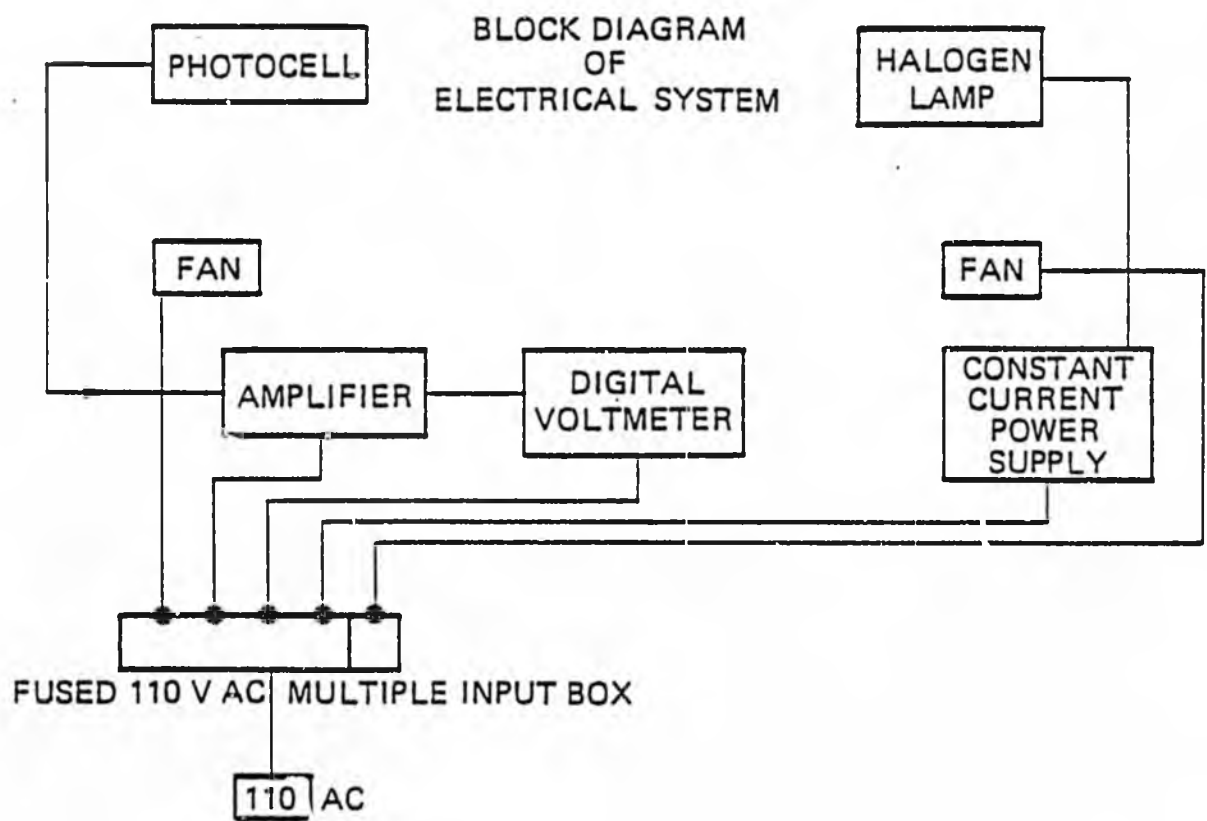 BLOCK DIAGRAM
OF
ELECTRICAL SYSTEM
PHOTOCELL
HALOGEN
LAMP
FAN
FAN
AMPLIFIER
DIGITAL
VOLTMETER
CONSTANT
CURRENT
POWER
SUPPLY
FUSED 110 V AC MULTIPLE INPUT BOX
110 AC